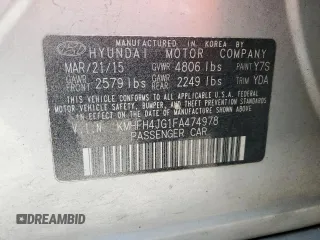 MANUFACTURED BY MADE IN KOREA
HYUNDAI MOTOR COMPANY
MAR/21/15 GVWR 4806 lbs PAINT Y7S
GAWR FRONT 2579 lbs GAWR REAR 2249 lbs TRIM YDA
THIS VEHICLE CONFORMS TO ALL APPLICABLE U.S. FEDERAL MOTOR VEHICLE
SAFETY, BUMPER, AND THEFT PREVENTION STANDARDS
IN EFFECT ON THE DATE OF MANUFACTURE SHOWN ABOVE.
V I N KMHFH4JG1FA474978
PASSENGER CAR
BIDFAX